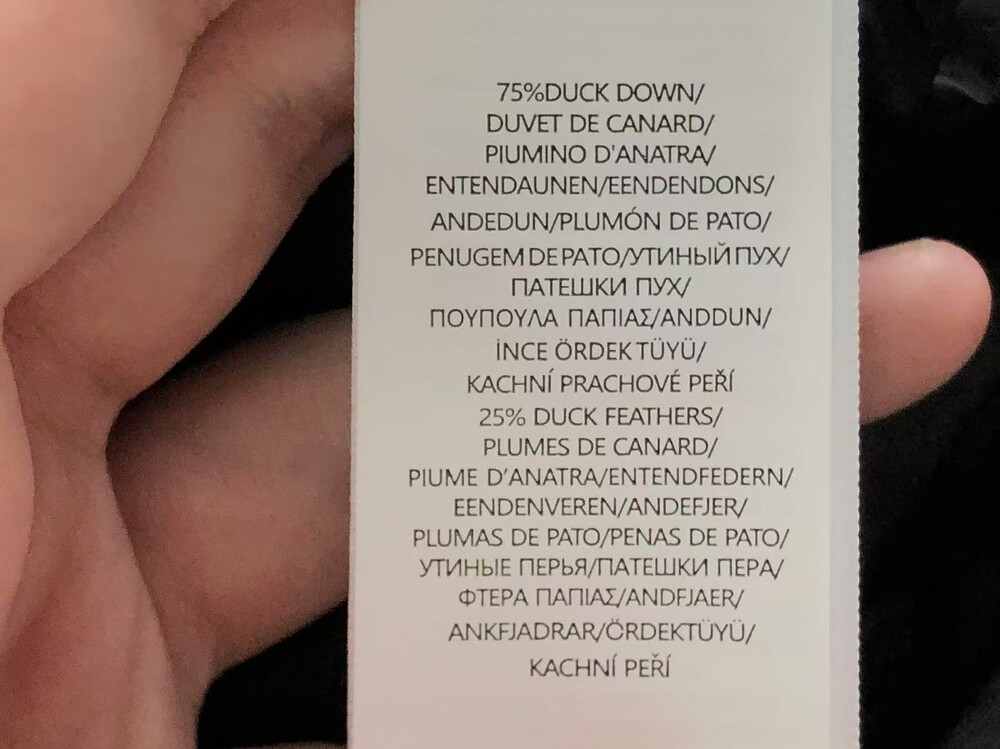 75%DUCK DOWN/
DUVET DE CANARD/
PIUMINO D'ANATRA/
ENTENDAUNEN/EENDENDONS/
ANDEDUN/PLUMÓN DE PATO/
PENUGEM DE PATO/УТИНЫЙ ПУХ/
ПАТЕШКИ ПУХ/
ΠΟΥΠΟΥΛΑ ΠΑΠΙΑΣ/ANDDUN/
İNCE ÖRDEK TÜYÜ/
KACHNÍ PRACHOVÉ PEŘÍ
25% DUCK FEATHERS/
PLUMES DE CANARD/
PIUME D’ANATRA/ENTENDFEDERN/
EENDENVEREN/ANDEFJER/
PLUMAS DE PATO/PENAS DE PATO/
УТИНЫЕ ПЕРЬЯ/ПАТЕШКИ ПЕРА/
ΦΤΕΡΑ ΠΑΠΙΑΣ/ANDFJAER/
ANKFJADRAR/ÖRDEKTÜYÜ/
KACHNÍ PEŘÍ